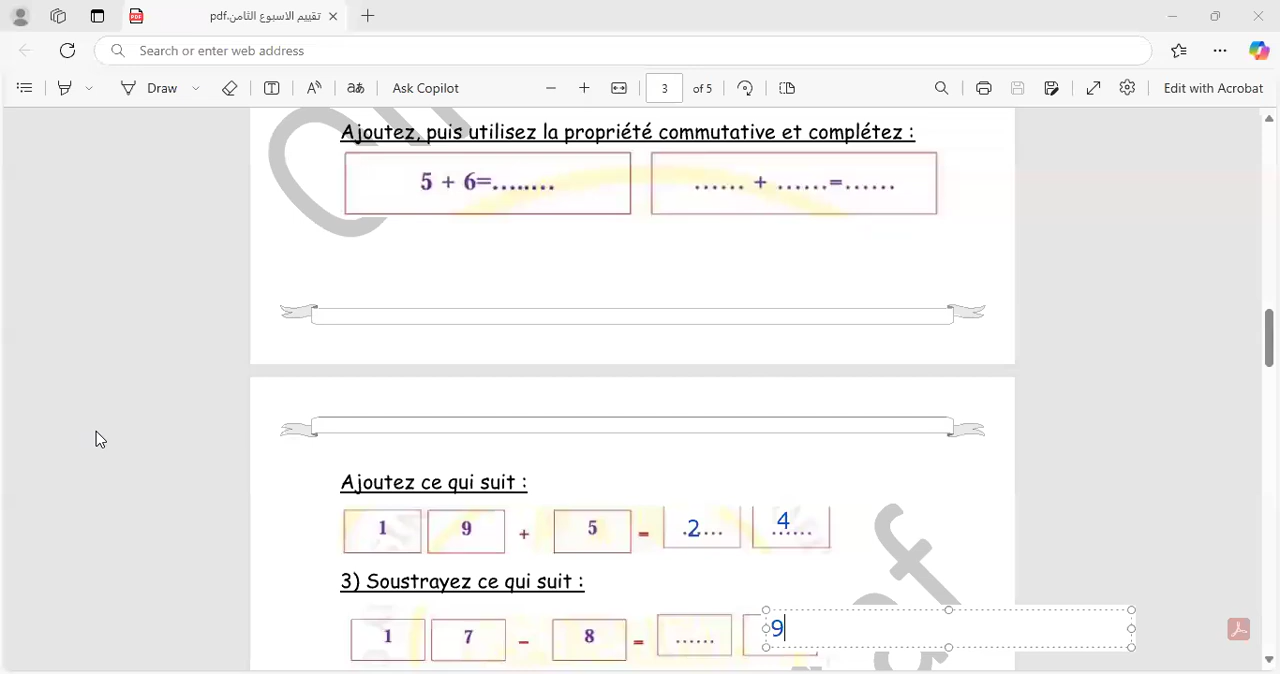 تقييم الاسبوع الثامن.pdf
Search or enter web address
Draw
Ask Copilot
3 of 5
Edit with Acrobat
Ajoutez, puis utilisez la propriété commutative et complétez :
5 + 6=........ ...... + ......=......
Ajoutez ce qui suit :
1 9 + 5 = .2... 4 ......
3) Soustrayez ce qui suit :
1 7 - 8 = ...... 9